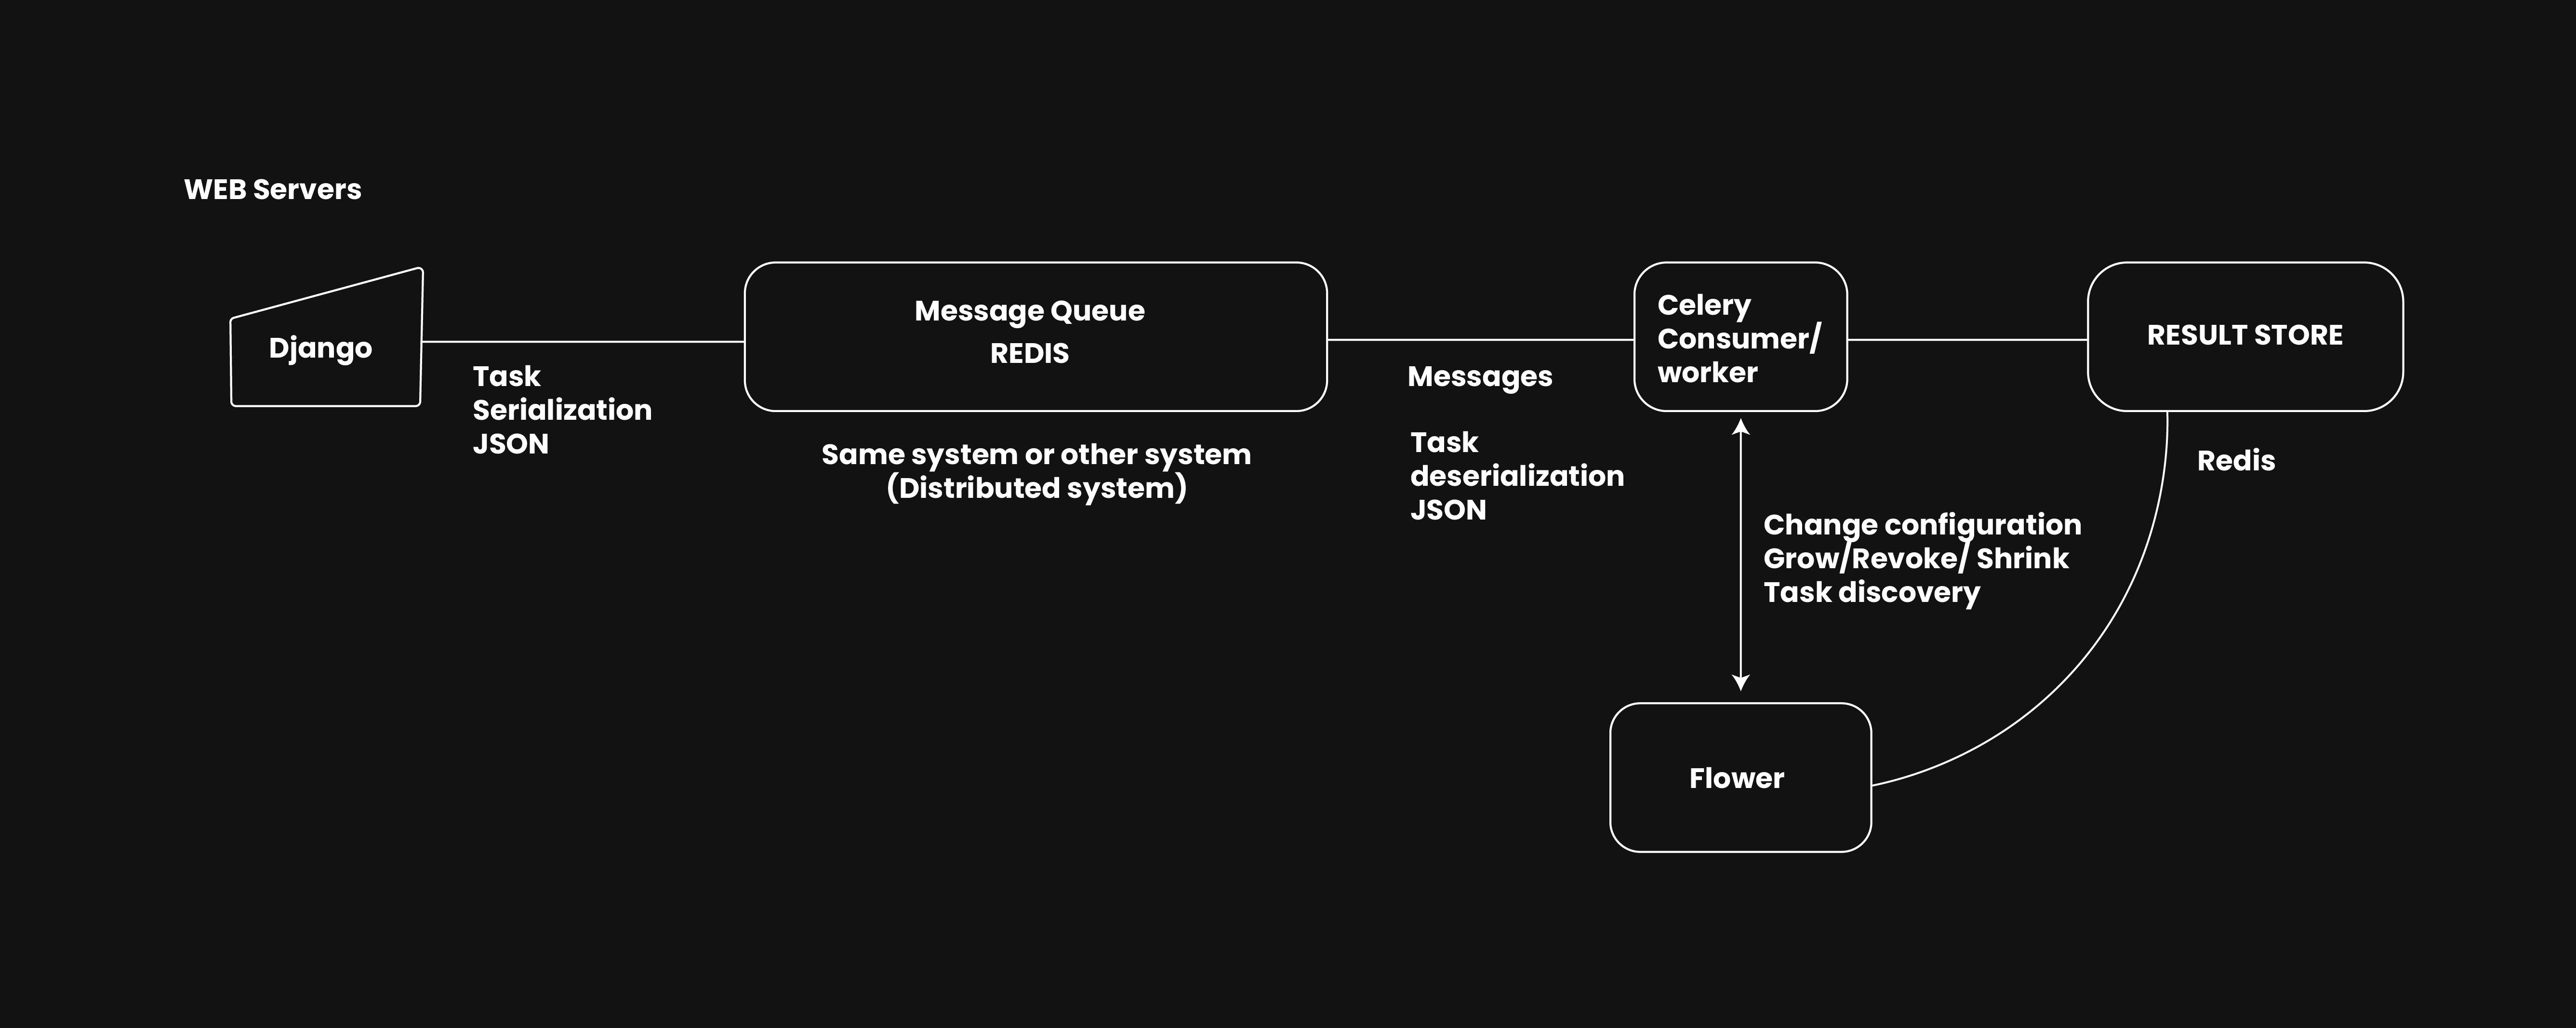 WEB Servers
Django
Task
Serialization
JSON
Message Queue
REDIS
Same system or other system
(Distributed system)
Messages
Task
deserialization
JSON
Celery
Consumer/
worker
RESULT STORE
Redis
Change configuration
Grow/Revoke/ Shrink
Task discovery
Flower